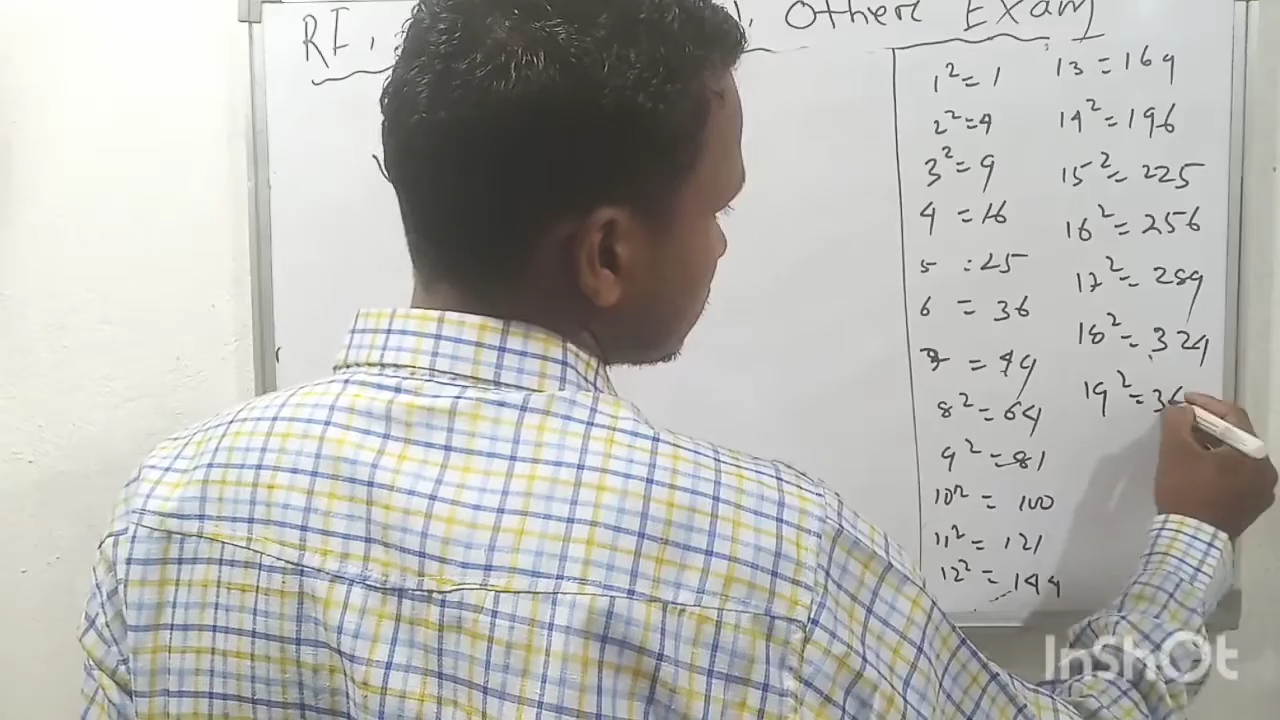 RI, Other Exam
1² = 1
2² = 4
3² = 9
4 = 16
5 : 25
6 = 36
7 = 49
8² = 64
9² = 81
10² = 100
11² = 121
12² = 144
13 = 169
14² = 196
15² = 225
16² = 256
17² = 289
18² = 324
19² = 36
InShOt